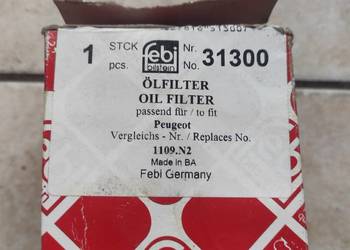 1 STCK pcs. febi bilstein Nr. No. 31300
ÖLFILTER
OIL FILTER
passend für / to fit
Peugeot
Vergleichs - Nr. / Replaces No.
1109.N2
Made in BA
Febi Germany